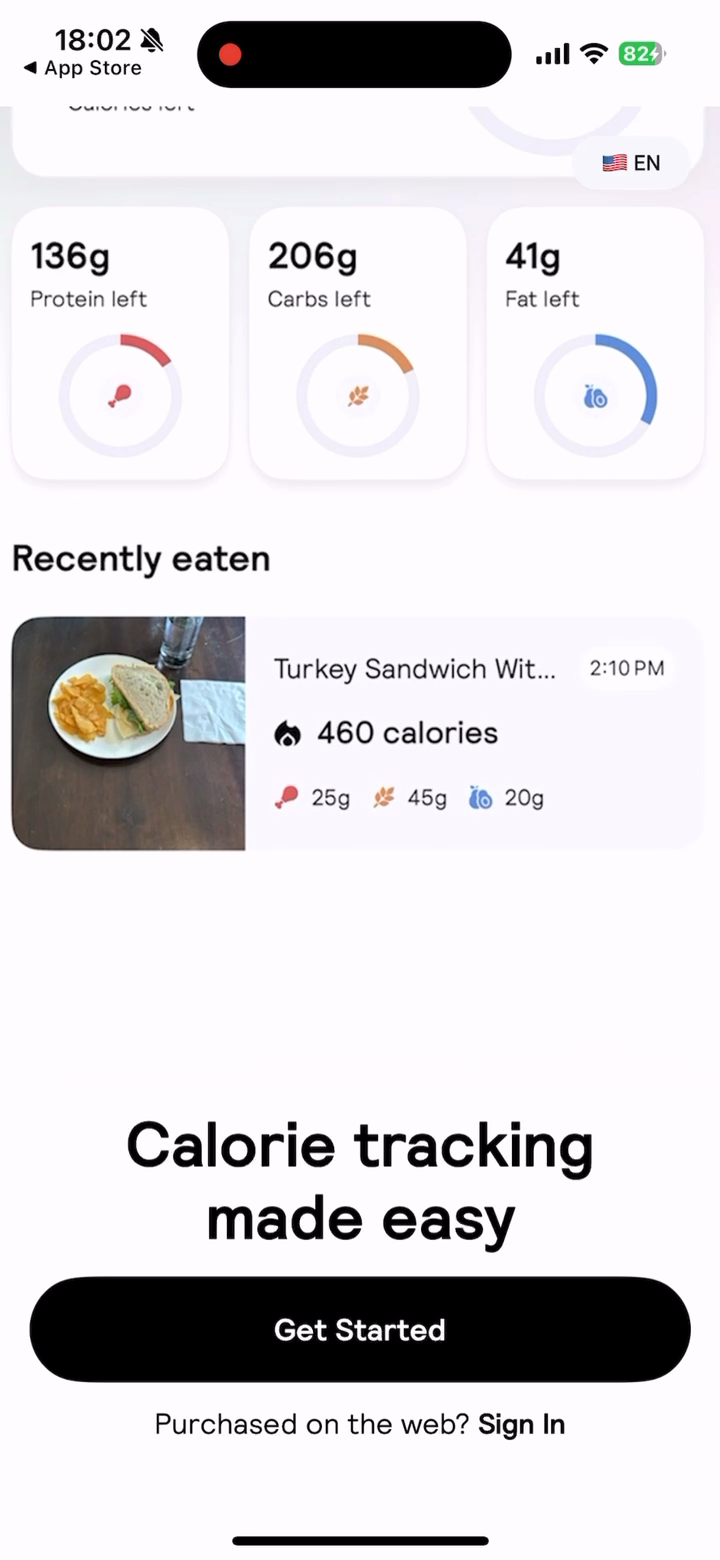 18:02
82
◀ App Store
Calories left
🇺🇸 EN
136g
Protein left
206g
Carbs left
41g
Fat left
Recently eaten
Turkey Sandwich Wit...
2:10 PM
460 calories
25g
45g
20g
Calorie tracking
made easy
Get Started
Purchased on the web? Sign In